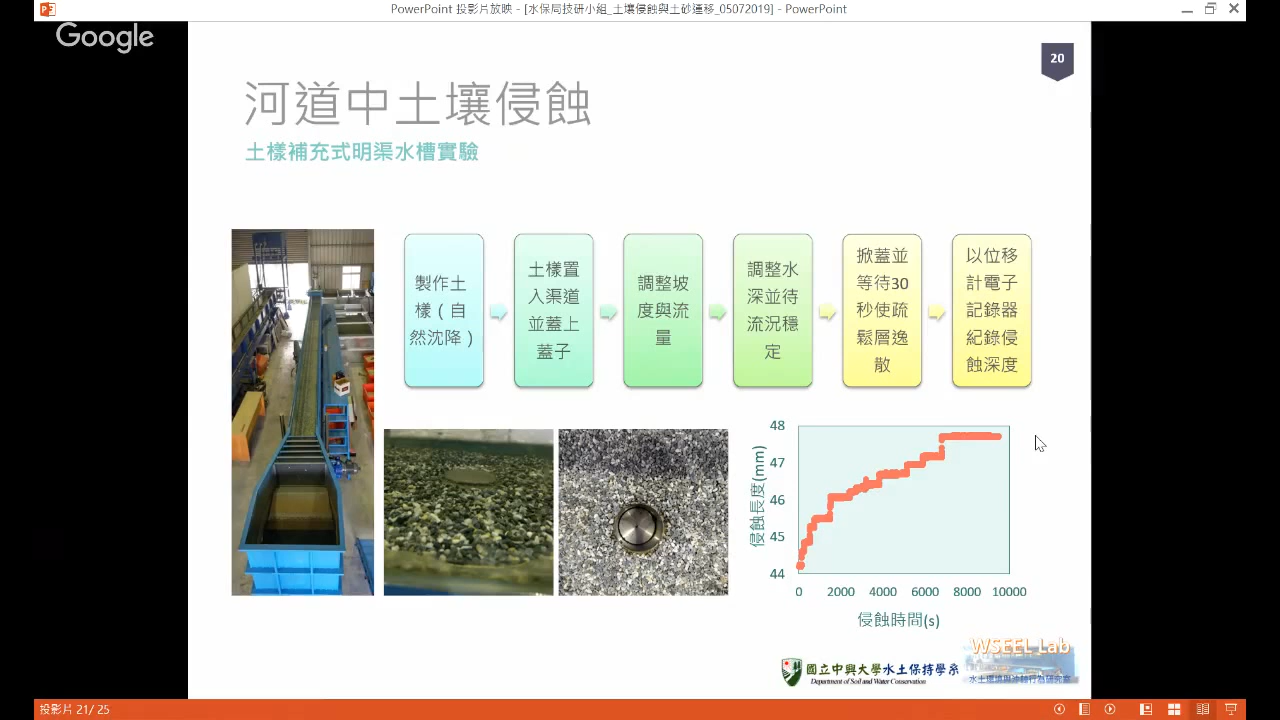 PowerPoint 投影片放映 - [水保局技研小組_土壤侵蝕與土砂運移_05072019] - PowerPoint
Google
20
河道中土壤侵蝕
土樣補充式明渠水槽實驗
製作土
樣（自
然沈降）
土樣置
入渠道
並蓋上
蓋子
調整坡
度與流
量
調整水
深並待
流況穩
定
掀蓋並
等待30
秒使疏
鬆層逸
散
以位移
計電子
記錄器
紀錄侵
蝕深度
48
47
46
45
44
侵蝕長度(mm)
0 2000 4000 6000 8000 10000
侵蝕時間(s)
WSEEL Lab
國立中興大學水土保持學系
Department of Soil and Water Conservation
投影片 21/ 25